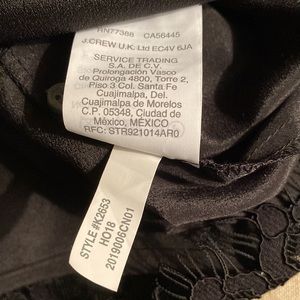 RN77388 CA56445
J.CREW U.K. Ltd EC4V 6JA
SERVICE TRADING
S.A. DE C.V.
Prolongación Vasco
de Quiroga 4800, Torre 2,
Piso 3 Col. Santa Fe
Cuajimalpa, Del.
Cuajimalpa de Morelos
C.P. 05348, Ciudad de
México, MÉXICO
RFC: STR921014AR0
STYLE #K2653
HO18
2019006CN01